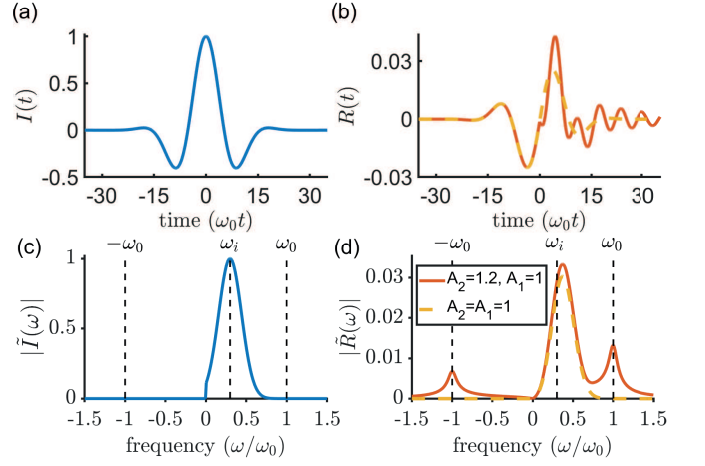 (a)
I(t)
1
0.5
0
-0.5
-30 -15 0 15 30
time (ω₀t)
(b)
R(t)
0.03
0
-0.03
-30 -15 0 15 30
time (ω₀t)
(c)
−ω₀ ωᵢ ω₀
|Ĩ(ω)|
1
0.5
0
-1.5 -1 -0.5 0 0.5 1 1.5
frequency (ω/ω₀)
(d)
−ω₀ ωᵢ ω₀
|R̃(ω)|
0.03
0.02
0.01
0
A₂=1.2, A₁=1
A₂=A₁=1
-1.5 -1 -0.5 0 0.5 1 1.5
frequency (ω/ω₀)